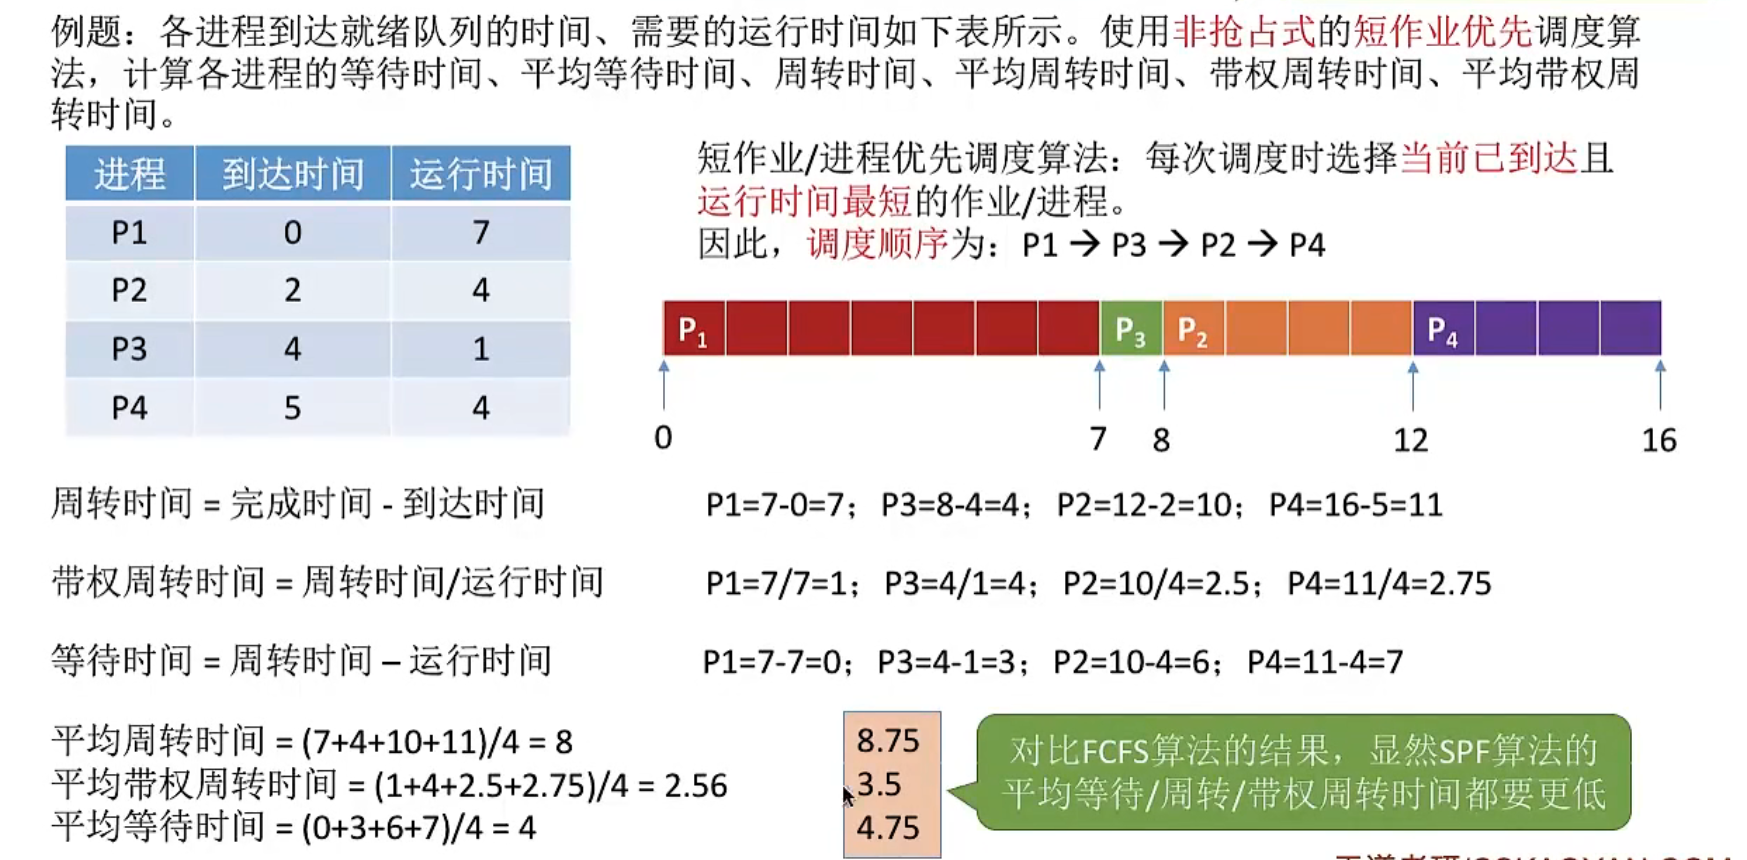 例题：各进程到达就绪队列的时间、需要的运行时间如下表所示。使用非抢占式的短作业优先调度算
法，计算各进程的等待时间、平均等待时间、周转时间、平均周转时间、带权周转时间、平均带权周
转时间。
进程 到达时间 运行时间
P1 0 7
P2 2 4
P3 4 1
P4 5 4
短作业/进程优先调度算法：每次调度时选择当前已到达且
运行时间最短的作业/进程。
因此，调度顺序为：P1 → P3 → P2 → P4
P1 P3 P2 P4
0 7 8 12 16
周转时间 = 完成时间 - 到达时间 P1=7-0=7；P3=8-4=4；P2=12-2=10；P4=16-5=11
带权周转时间 = 周转时间/运行时间 P1=7/7=1；P3=4/1=4；P2=10/4=2.5；P4=11/4=2.75
等待时间 = 周转时间 – 运行时间 P1=7-7=0；P3=4-1=3；P2=10-4=6；P4=11-4=7
平均周转时间 = (7+4+10+11)/4 = 8
平均带权周转时间 = (1+4+2.5+2.75)/4 = 2.56
平均等待时间 = (0+3+6+7)/4 = 4
8.75
3.5
4.75
对比FCFS算法的结果，显然SPF算法的
平均等待/周转/带权周转时间都要更低